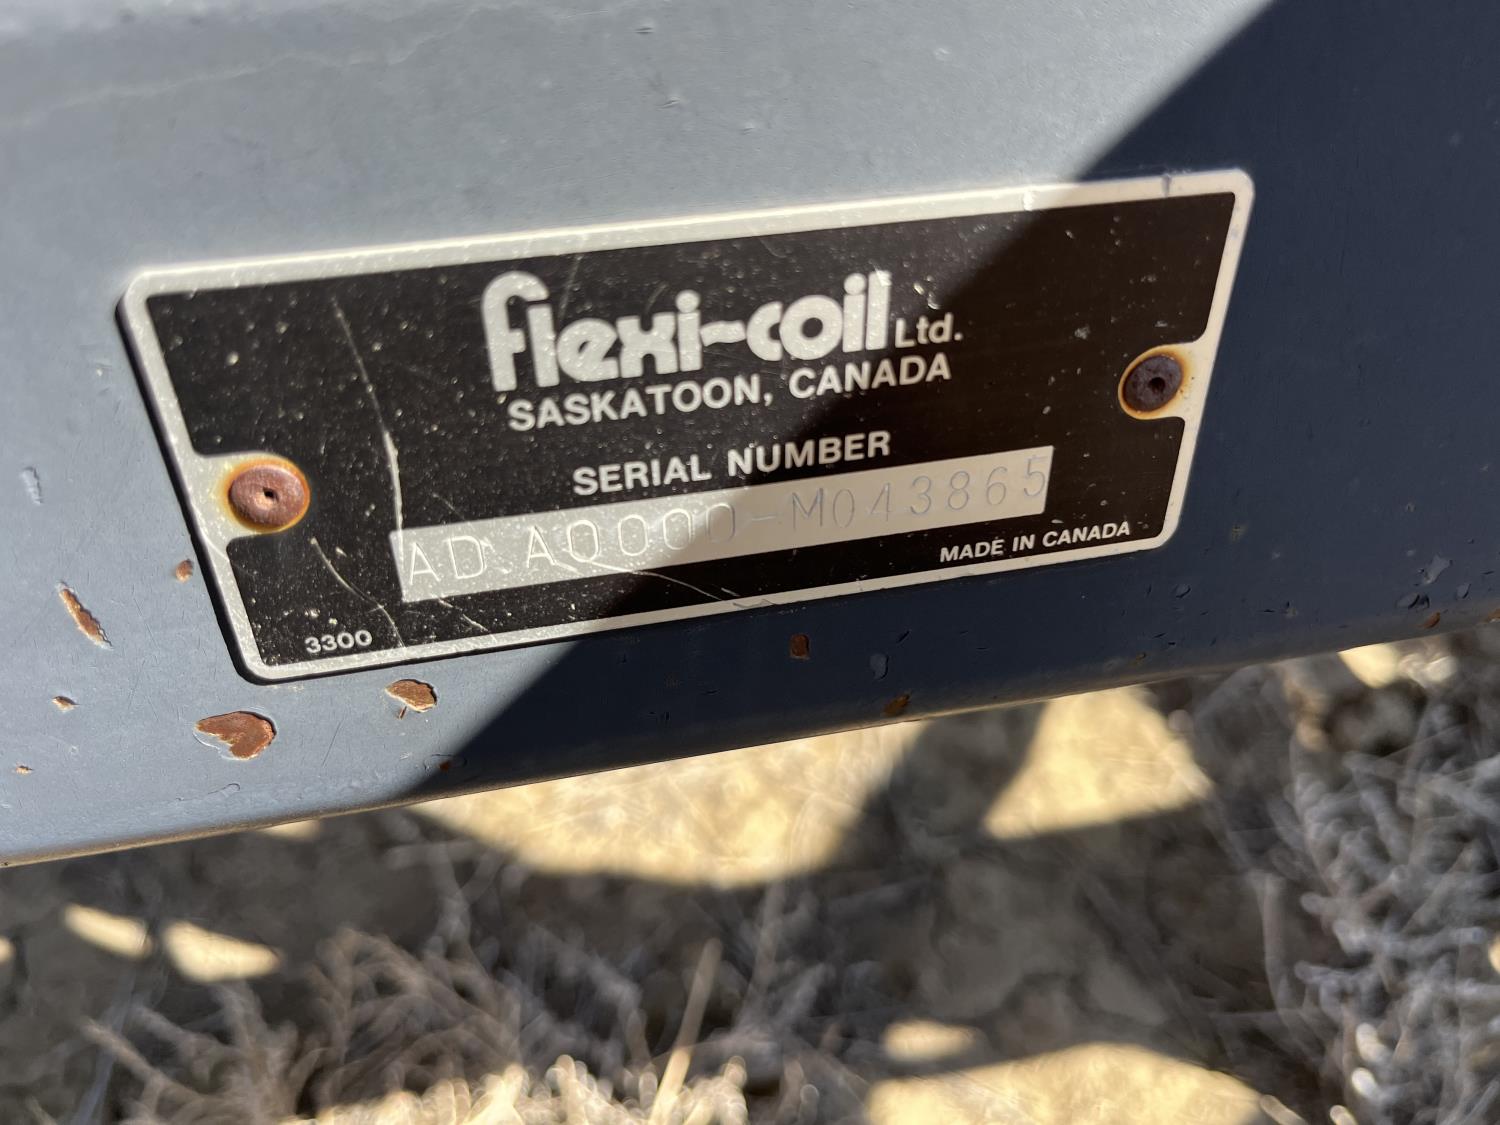 flexi-coil Ltd.
SASKATOON, CANADA
SERIAL NUMBER
AD A0000-M043865
MADE IN CANADA
3300